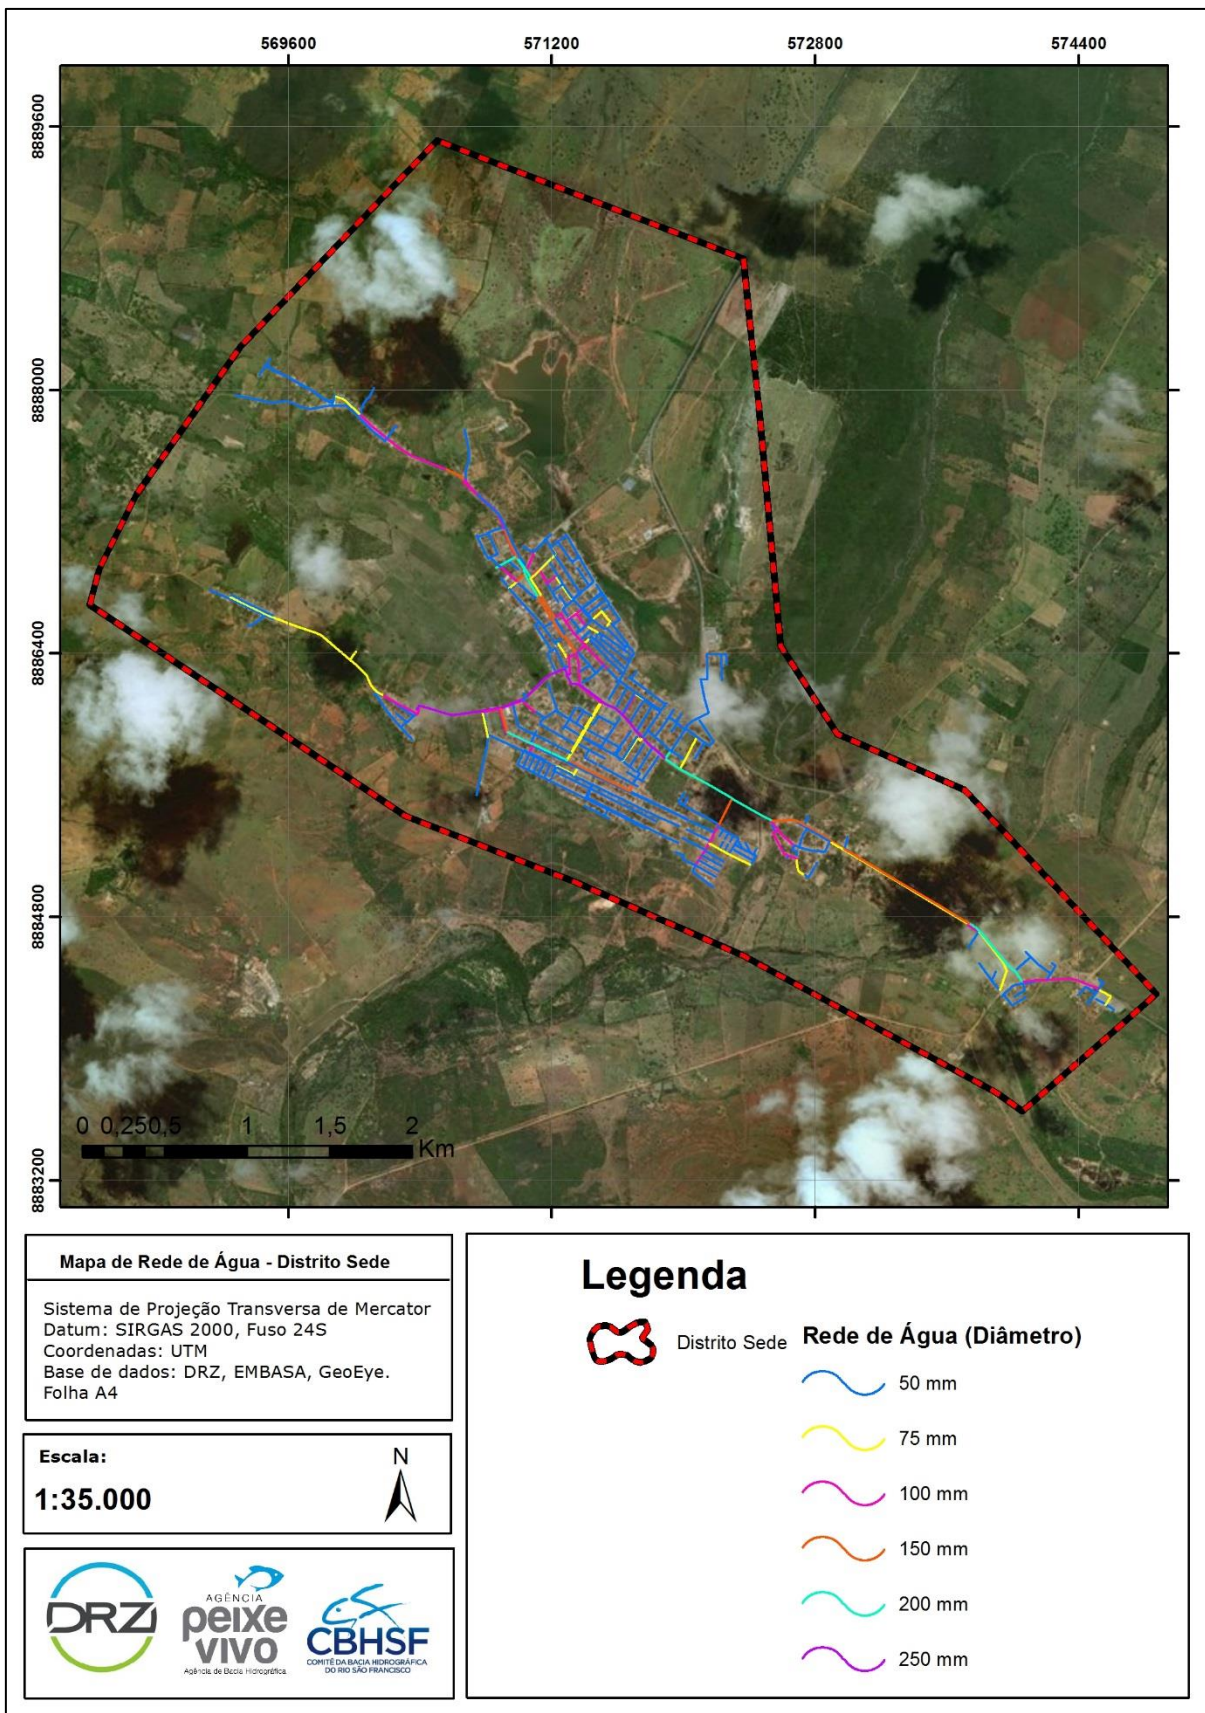 569600 571200 572800 574400
8889600
8888000
8886400
8884800
8883200
0 0,250,5 1 1,5 2
Km
Mapa de Rede de Água - Distrito Sede
Sistema de Projeção Transversa de Mercator
Datum: SIRGAS 2000, Fuso 24S
Coordenadas: UTM
Base de dados: DRZ, EMBASA, GeoEye.
Folha A4
Escala:
1:35.000
N
DRZ
AGÊNCIA
peixe
vivo
Agência de Bacia Hidrográfica
CBHSF
COMITÊ DA BACIA HIDROGRÁFICA
DO RIO SÃO FRANCISCO
Legenda
Distrito Sede
Rede de Água (Diâmetro)
50 mm
75 mm
100 mm
150 mm
200 mm
250 mm